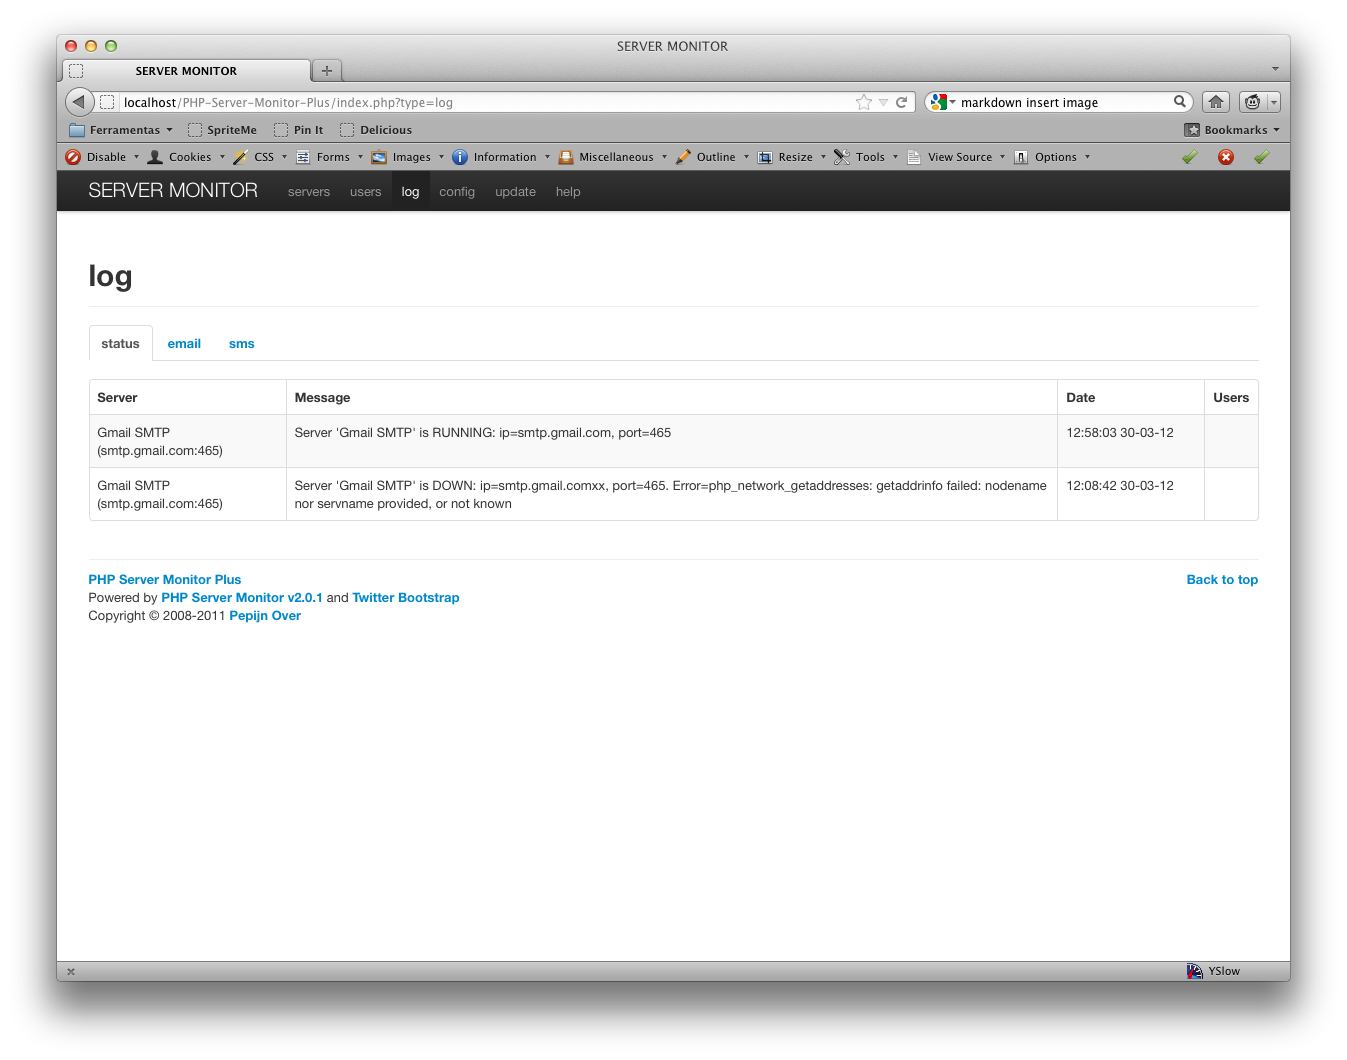 SERVER MONITOR
SERVER MONITOR
localhost/PHP-Server-Monitor-Plus/index.php?type=log
markdown insert image
Ferramentas SpriteMe Pin It Delicious Bookmarks
Disable Cookies CSS Forms Images Information Miscellaneous Outline Resize Tools View Source Options
SERVER MONITOR servers users log config update help
log
status email sms
Server Message Date Users
Gmail SMTP Server 'Gmail SMTP' is RUNNING: ip=smtp.gmail.com, port=465 12:58:03 30-03-12
(smtp.gmail.com:465)
Gmail SMTP Server 'Gmail SMTP' is DOWN: ip=smtp.gmail.comxx, port=465. Error=php_network_getaddresses: getaddrinfo failed: nodename 12:08:42 30-03-12
(smtp.gmail.com:465) nor servname provided, or not known
PHP Server Monitor Plus Back to top
Powered by PHP Server Monitor v2.0.1 and Twitter Bootstrap
Copyright © 2008-2011 Pepijn Over
YSlow